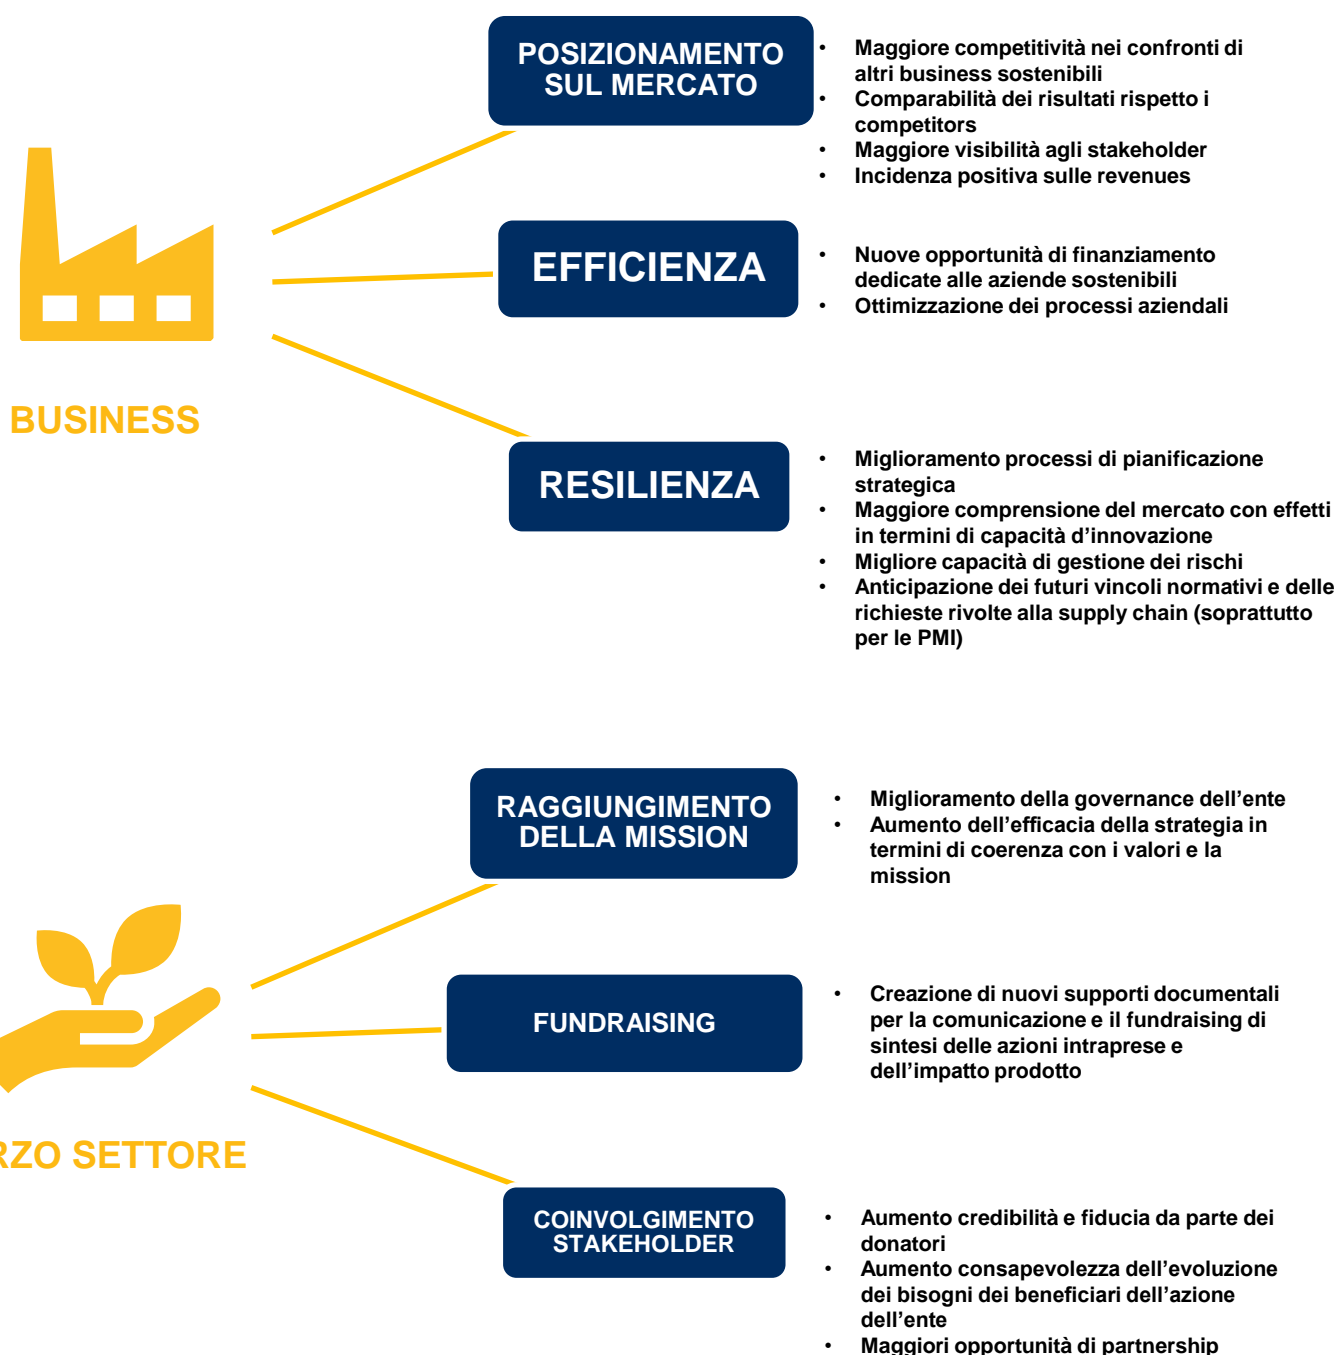 POSIZIONAMENTO
SUL MERCATO
• Maggiore competitività nei confronti di
altri business sostenibili
• Comparabilità dei risultati rispetto i
competitors
• Maggiore visibilità agli stakeholder
• Incidenza positiva sulle revenues
EFFICIENZA
• Nuove opportunità di finanziamento
dedicate alle aziende sostenibili
• Ottimizzazione dei processi aziendali
BUSINESS
RESILIENZA
• Miglioramento processi di pianificazione
strategica
• Maggiore comprensione del mercato con effetti
in termini di capacità d’innovazione
• Migliore capacità di gestione dei rischi
• Anticipazione dei futuri vincoli normativi e delle
richieste rivolte alla supply chain (soprattutto
per le PMI)
RAGGIUNGIMENTO
DELLA MISSION
• Miglioramento della governance dell’ente
• Aumento dell’efficacia della strategia in
termini di coerenza con i valori e la
mission
FUNDRAISING
• Creazione di nuovi supporti documentali
per la comunicazione e il fundraising di
sintesi delle azioni intraprese e
dell’impatto prodotto
RZO SETTORE
COINVOLGIMENTO
STAKEHOLDER
• Aumento credibilità e fiducia da parte dei
donatori
• Aumento consapevolezza dell’evoluzione
dei bisogni dei beneficiari dell’azione
dell’ente
• Maggiori opportunità di partnership